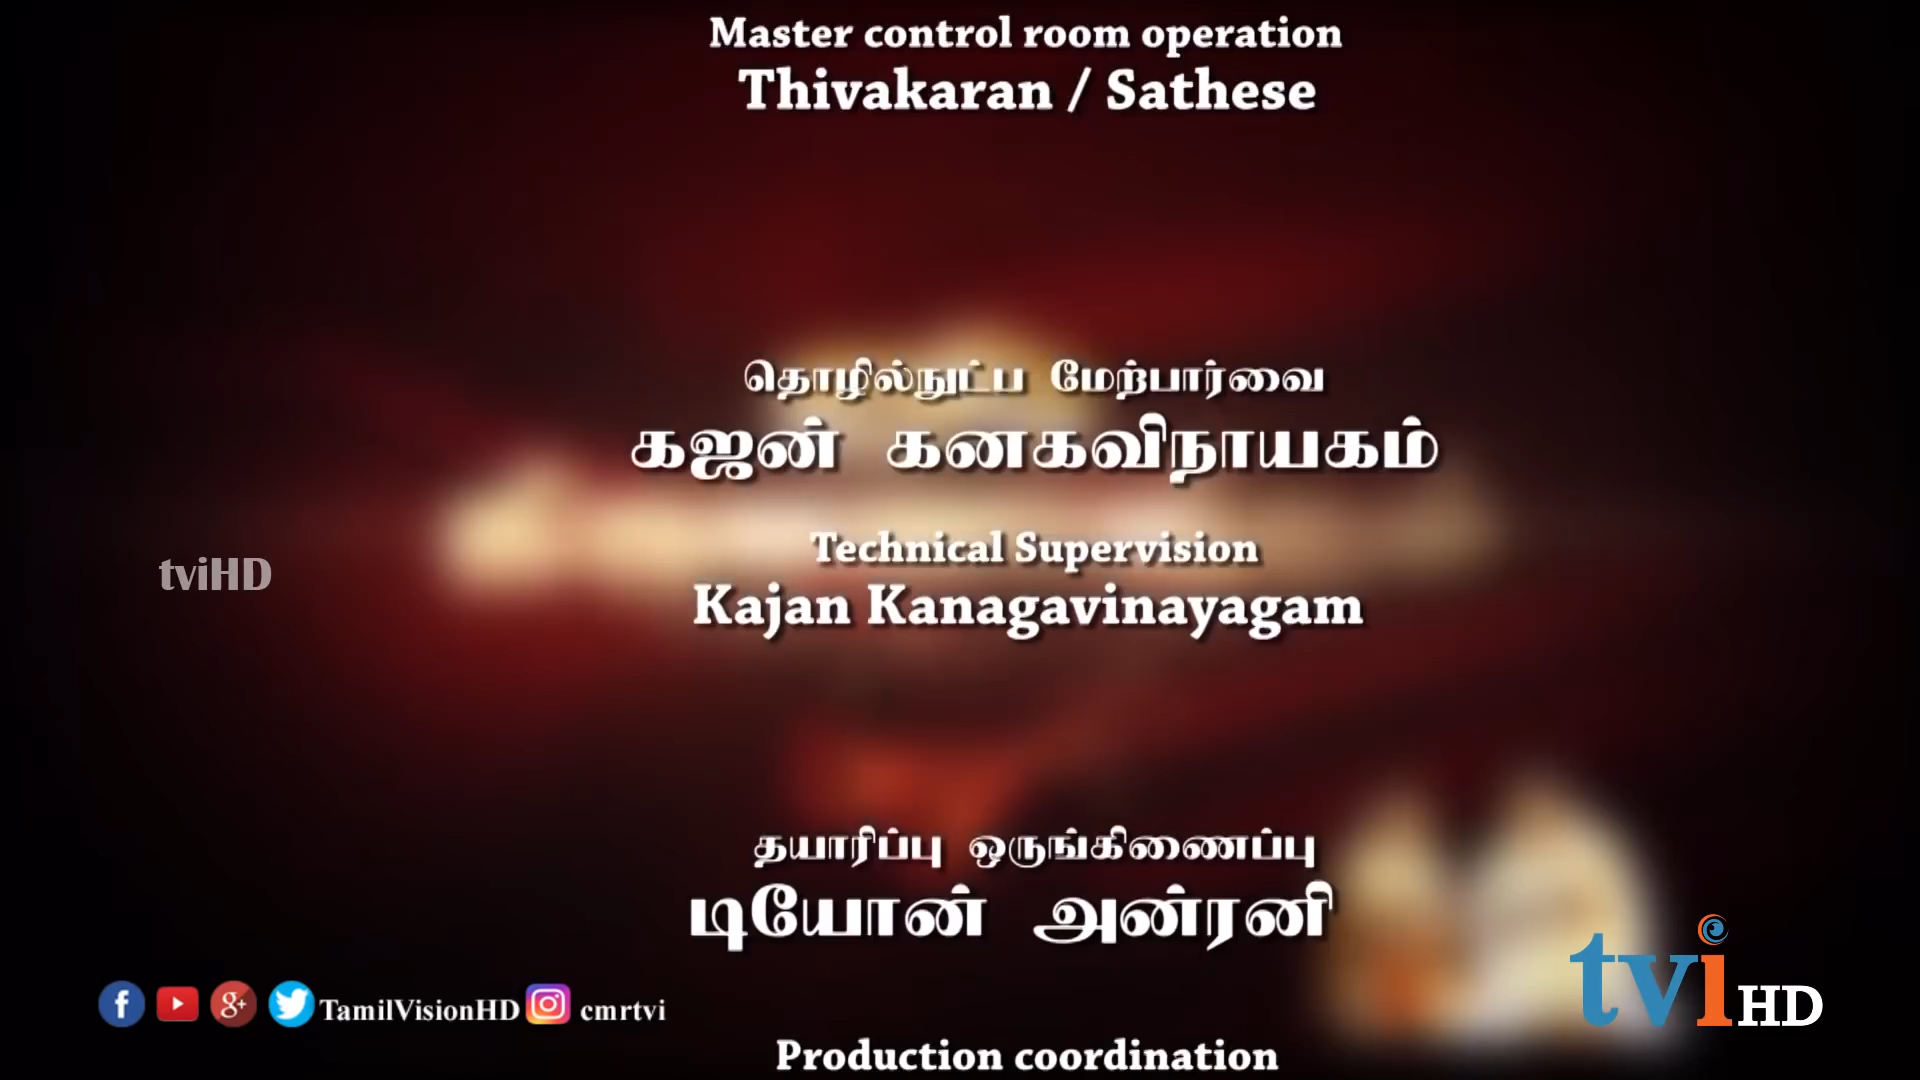 Master control room operation
Thivakaran / Sathese
தொழில்நுட்ப மேற்பார்வை
கஜன் கனகவிநாயகம்
Technical Supervision
Kajan Kanagavinayagam
tviHD
தயாரிப்பு ஒருங்கிணைப்பு
டியோன் அன்ரனி
tvi HD
f g+ TamilVisionHD cmrtvi
Production coordination